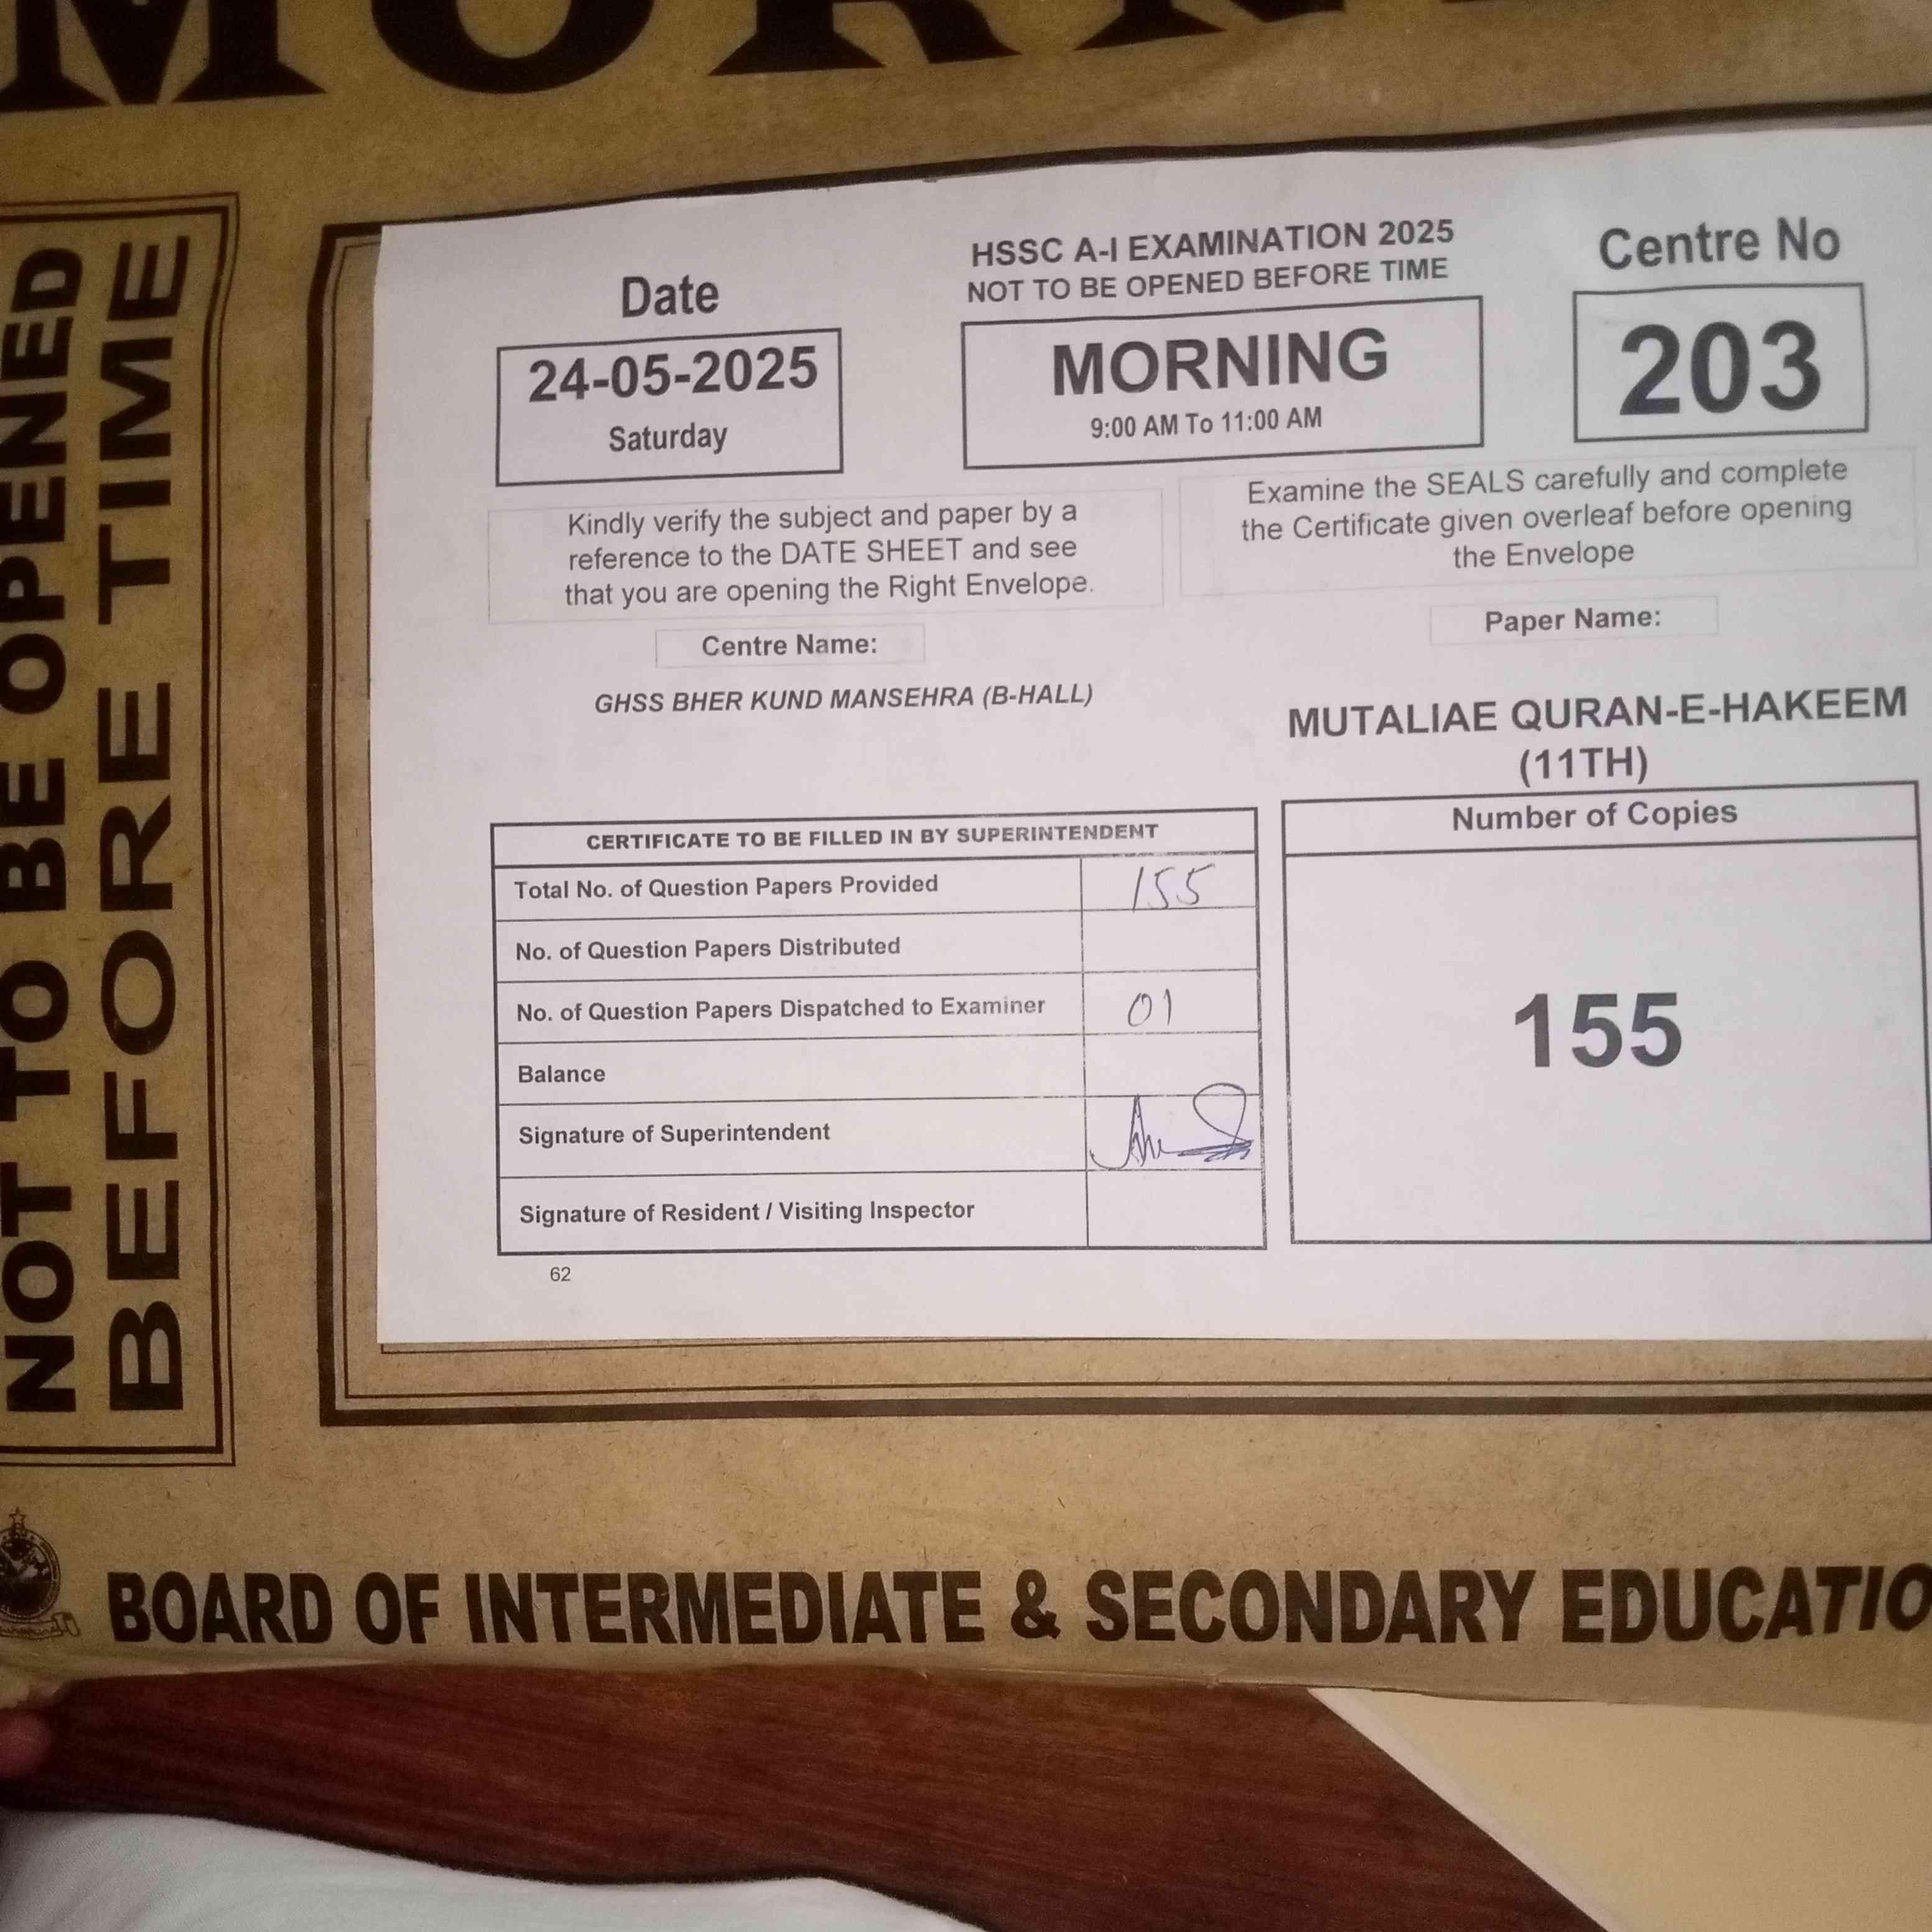 NOT TO BE OPENED
BEFORE TIME
HSSC A-I EXAMINATION 2025
NOT TO BE OPENED BEFORE TIME
Date
24-05-2025
Saturday
MORNING
9:00 AM To 11:00 AM
Centre No
203
Kindly verify the subject and paper by a
reference to the DATE SHEET and see
that you are opening the Right Envelope.
Examine the SEALS carefully and complete
the Certificate given overleaf before opening
the Envelope
Centre Name:
GHSS BHER KUND MANSEHRA (B-HALL)
Paper Name:
MUTALIAE QURAN-E-HAKEEM
(11TH)
CERTIFICATE TO BE FILLED IN BY SUPERINTENDENT
Total No. of Question Papers Provided 155
No. of Question Papers Distributed
No. of Question Papers Dispatched to Examiner 01
Balance
Signature of Superintendent
Signature of Resident / Visiting Inspector
Number of Copies
155
62
BOARD OF INTERMEDIATE & SECONDARY EDUCATIO